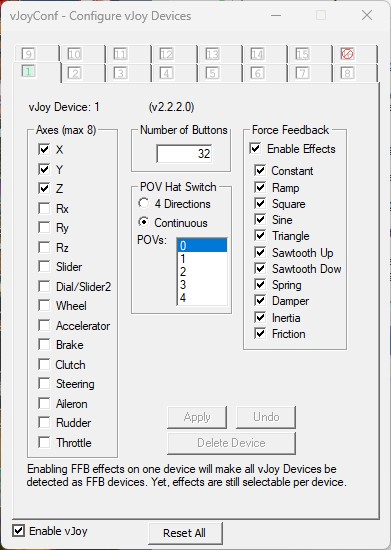 vJoyConf - Configure vJoy Devices
9 10 11 12 13 14 15
1 2 3 4 5 6 7 8
vJoy Device: 1 (v2.2.2.0)
Axes (max 8)
X
Y
Z
Rx
Ry
Rz
Slider
Dial/Slider2
Wheel
Accelerator
Brake
Clutch
Steering
Aileron
Rudder
Throttle
Number of Buttons
32
POV Hat Switch
4 Directions
Continuous
POVs:
0
1
2
3
4
Force Feedback
Enable Effects
Constant
Ramp
Square
Sine
Triangle
Sawtooth Up
Sawtooth Dow
Spring
Damper
Inertia
Friction
Apply
Undo
Delete Device
Enabling FFB effects on one device will make all vJoy Devices be
detected as FFB devices. Yet, effects are still selectable per device.
Enable vJoy
Reset All